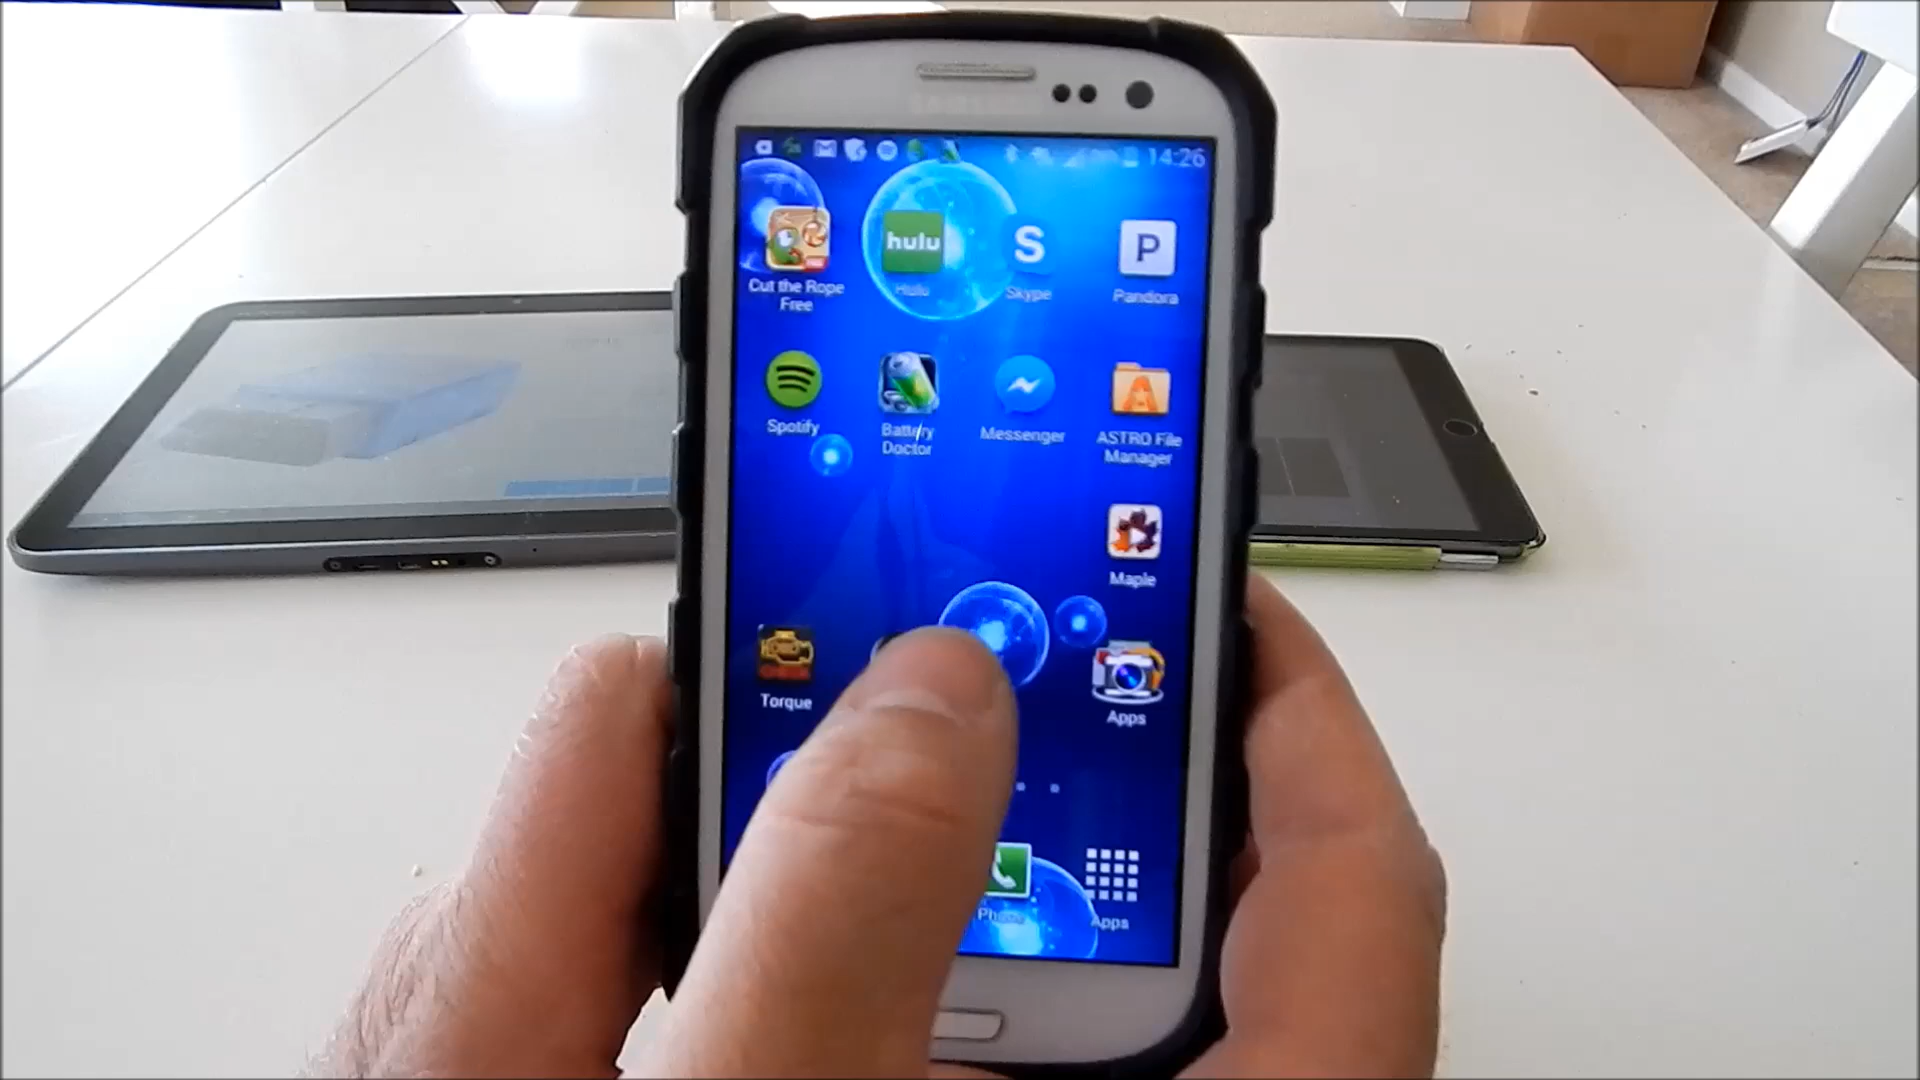 SAMSUNG
14:26
hulu
S
P
Cut the Rope
Free
Hulu
Skype
Pandora
Spotify
Battery
Doctor
Messenger
ASTRO File
Manager
Maple
Torque
Apps
Phone
Apps